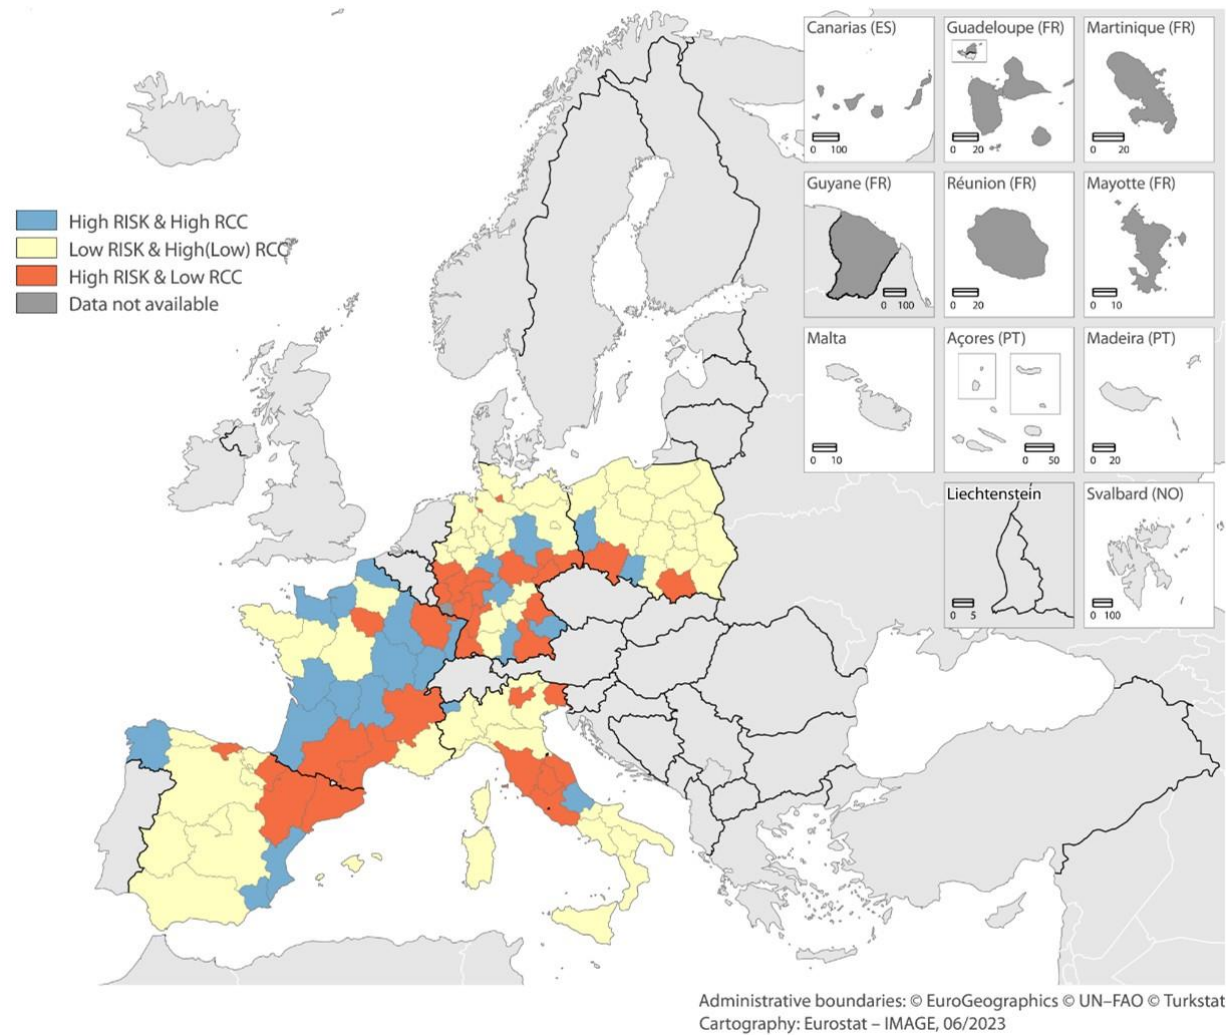 Canarias (ES)
0 100
Guadeloupe (FR)
0 20
Martinique (FR)
0 20
Guyane (FR)
0 100
Réunion (FR)
0 20
Mayotte (FR)
0 10
High RISK & High RCC
Low RISK & High(Low) RCC
High RISK & Low RCC
Data not available
Malta
0 10
Açores (PT)
0 50
Madeira (PT)
0 20
Liechtenstein
0 5
Svalbard (NO)
0 100
Administrative boundaries: © EuroGeographics © UN–FAO © Turkstat
Cartography: Eurostat – IMAGE, 06/2023